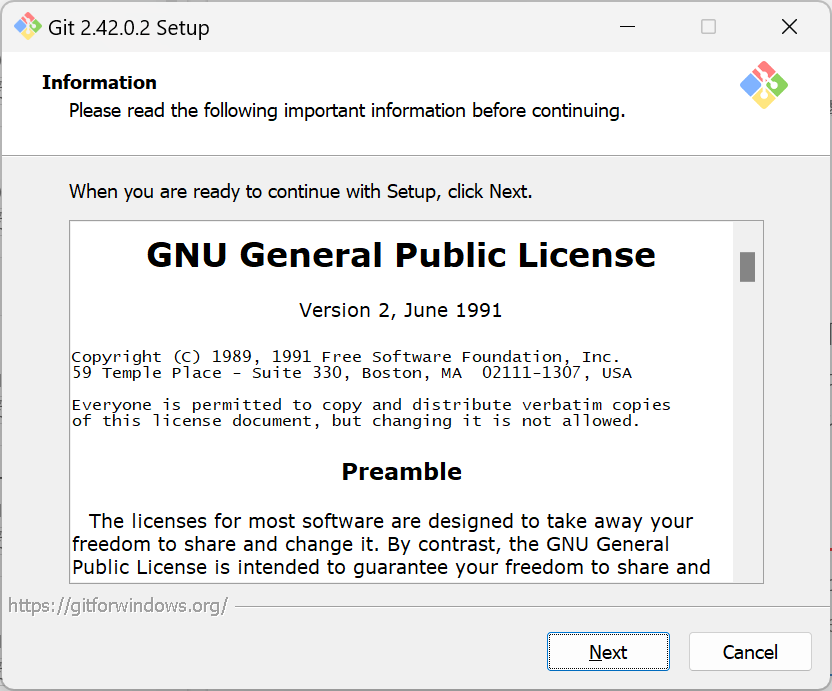 Git 2.42.0.2 Setup
Information
Please read the following important information before continuing.
When you are ready to continue with Setup, click Next.
GNU General Public License
Version 2, June 1991
Copyright (C) 1989, 1991 Free Software Foundation, Inc.
59 Temple Place - Suite 330, Boston, MA  02111-1307, USA
Everyone is permitted to copy and distribute verbatim copies
of this license document, but changing it is not allowed.
Preamble
The licenses for most software are designed to take away your
freedom to share and change it. By contrast, the GNU General
Public License is intended to guarantee your freedom to share and
https://gitforwindows.org/
Next
Cancel